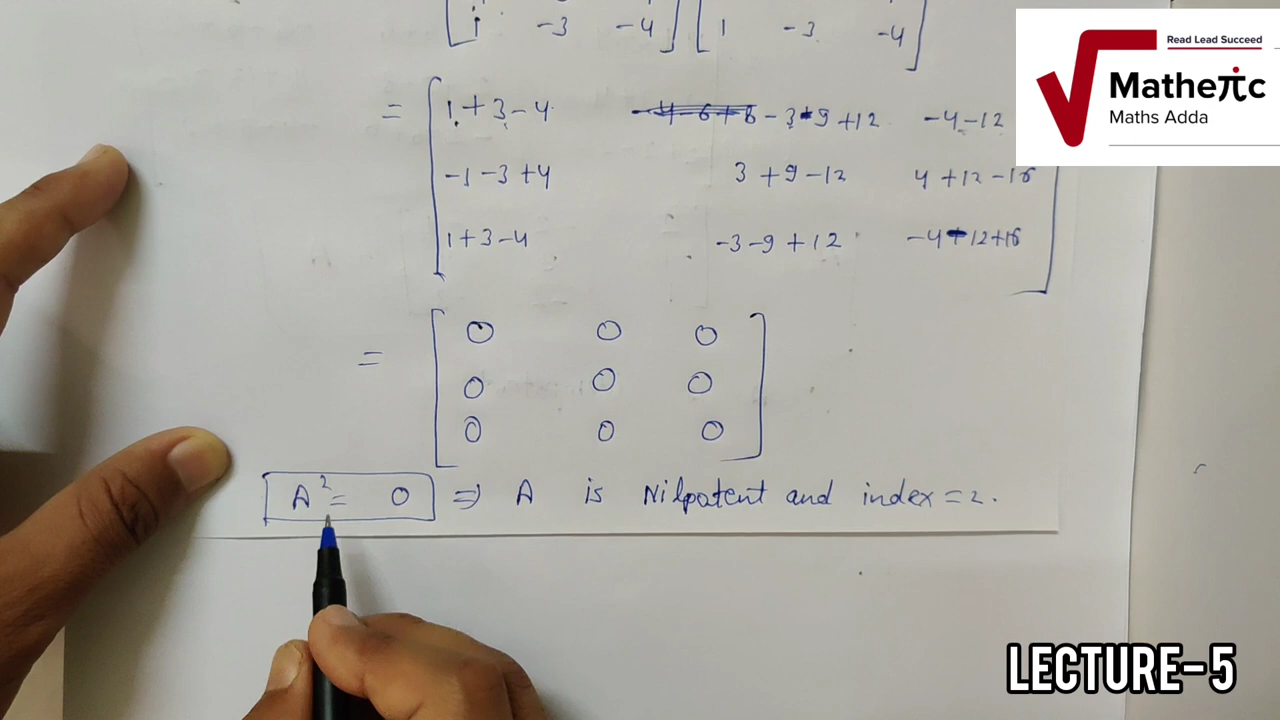 1 -3 -4 1 -3 -4
Read Lead Succeed
Matheπc
Maths Adda
= 1 + 3 - 4 -3 + 9 + 12 -4 - 12
-1 - 3 + 4 3 + 9 - 12 4 + 12 - 16
1 + 3 - 4 -3 - 9 + 12 -4 + 12 + 16
= 0 0 0
0 0 0
0 0 0
A² = 0 ⇒ A is Nilpatent and index = 2.
LECTURE-5